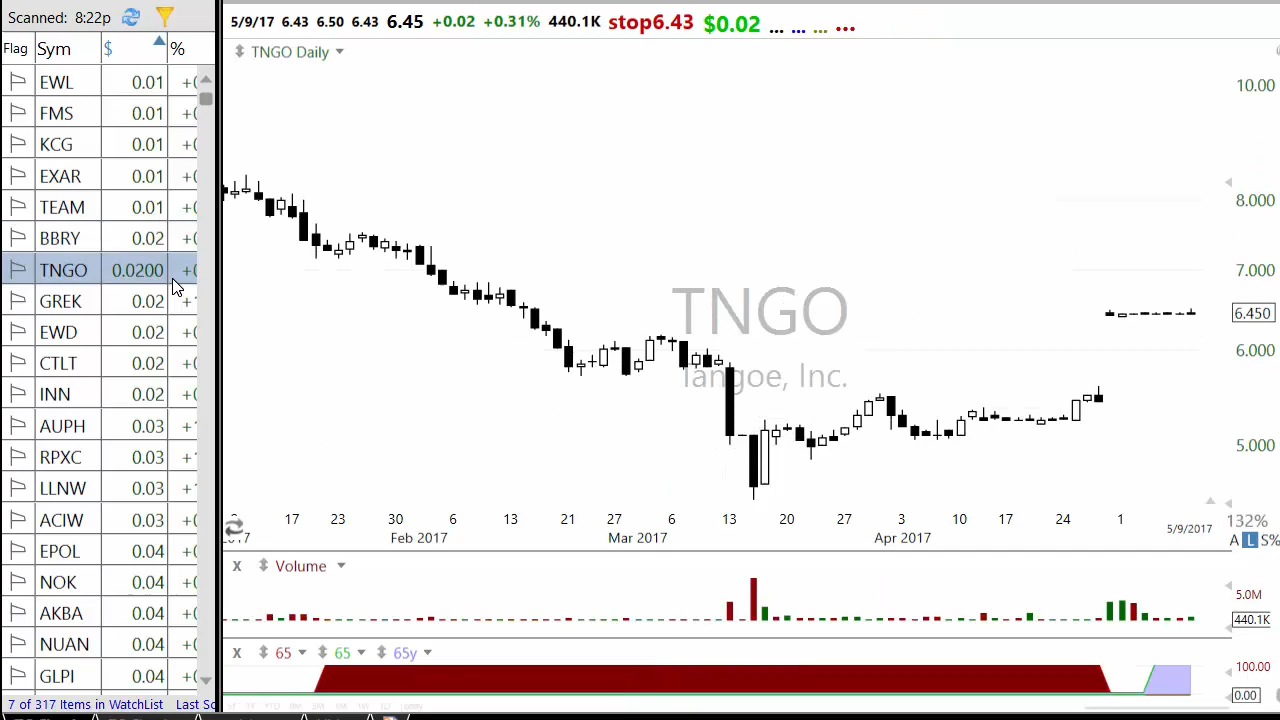 Scanned: 8:22p
Flag Sym $ %
EWL 0.01
FMS 0.01
KCG 0.01
EXAR 0.01
TEAM 0.01
BBRY 0.02
TNGO 0.0200
GREK 0.02
EWD 0.02
CTLT 0.02
INN 0.02
AUPH 0.03
RPXC 0.03
LLNW 0.03
ACIW 0.03
EPOL 0.04
NOK 0.04
AKBA 0.04
NUAN 0.04
GLPI 0.04
7 of 317 Items in WatchList Last Sc
5/9/17 6.43 6.50 6.43 6.45 +0.02 +0.31% 440.1K stop6.43 $0.02 ... ... ... ...
TNGO Daily
TNGO
Tangoe, Inc.
10.00
8.000
7.000
6.450
6.000
5.000
17 23 30 6 13 21 27 6 13 20 27 3 10 17 24 1
Feb 2017 Mar 2017 Apr 2017 5/9/2017
132%
A L S%
X Volume
5.0M
440.1K
X 65 65 65y
100.00
0.00